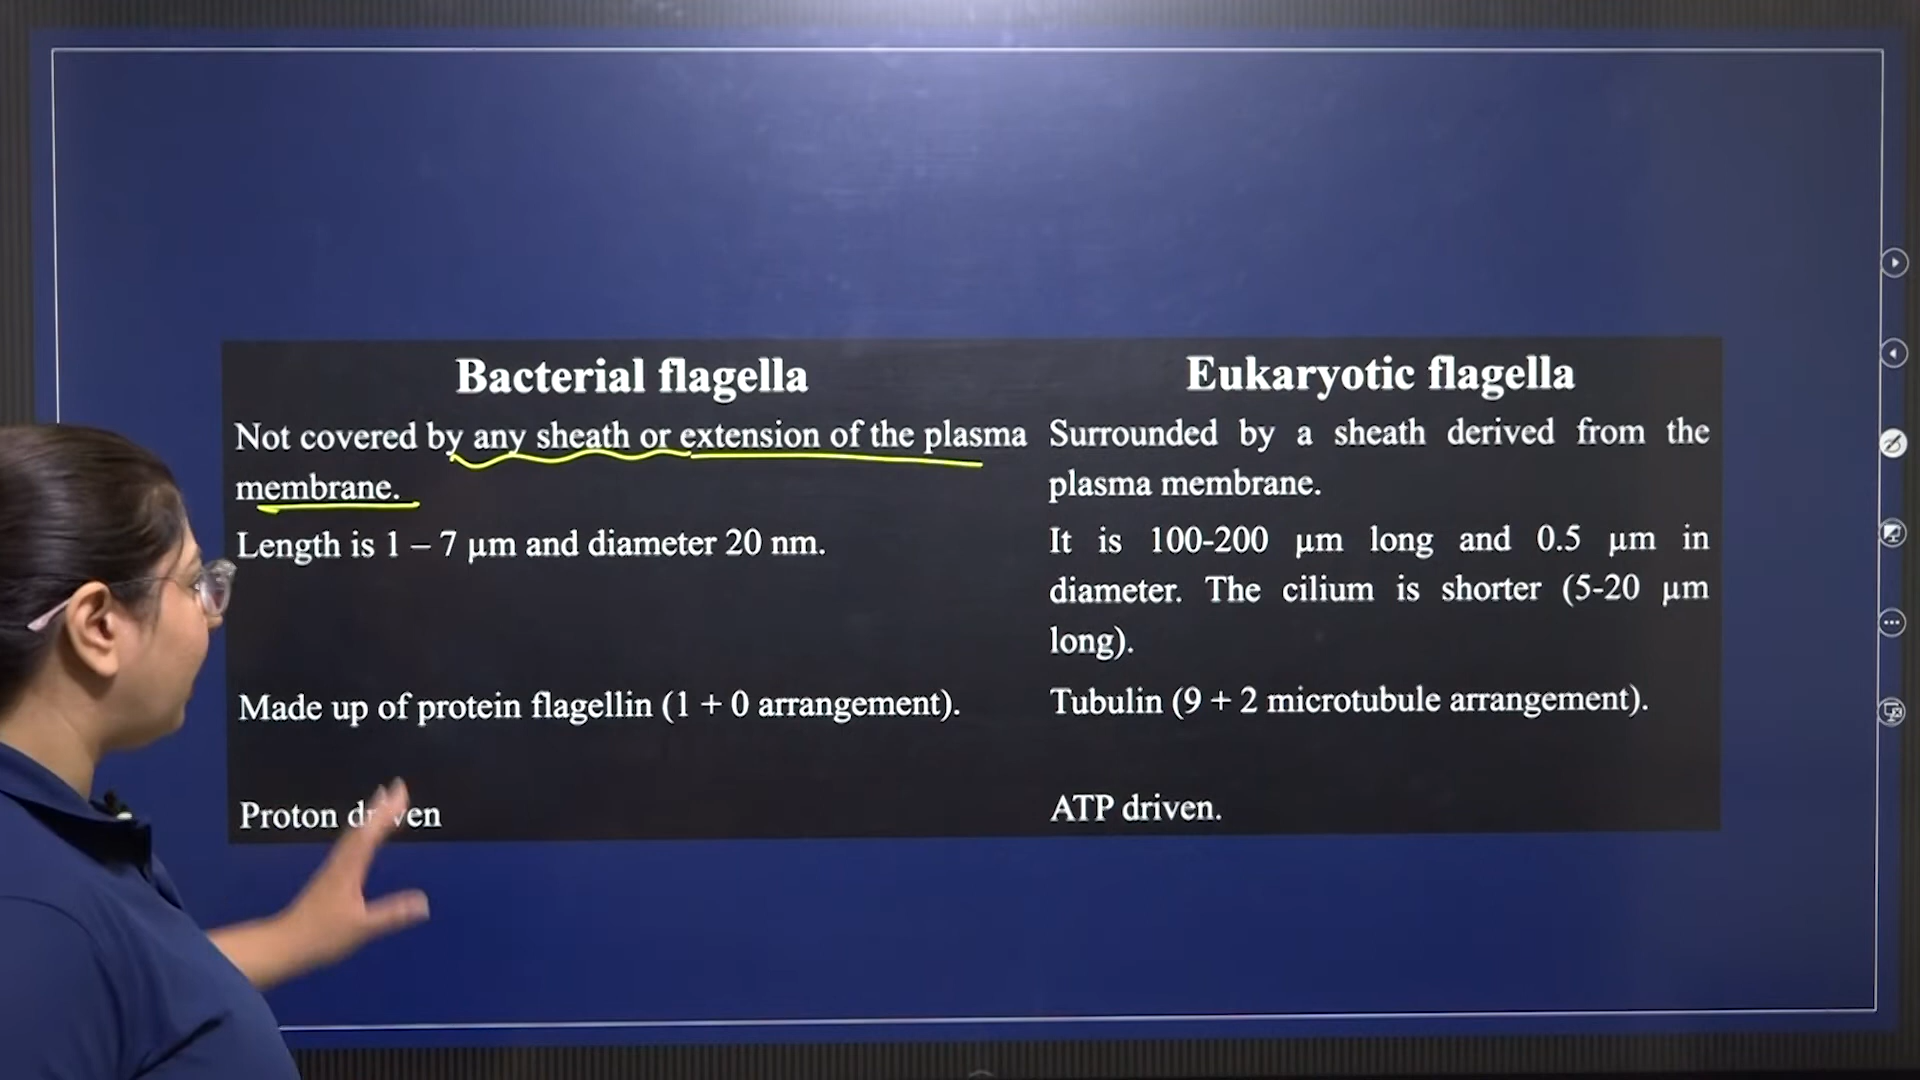 Bacterial flagella
Not covered by any sheath or extension of the plasma
membrane.
Length is 1 – 7 µm and diameter 20 nm.
Made up of protein flagellin (1 + 0 arrangement).
Proton
Eukaryotic flagella
Surrounded by a sheath derived from the
plasma membrane.
It is 100-200 µm long and 0.5 µm in
diameter. The cilium is shorter (5-20 µm
long).
Tubulin (9 + 2 microtubule arrangement).
ATP driven.